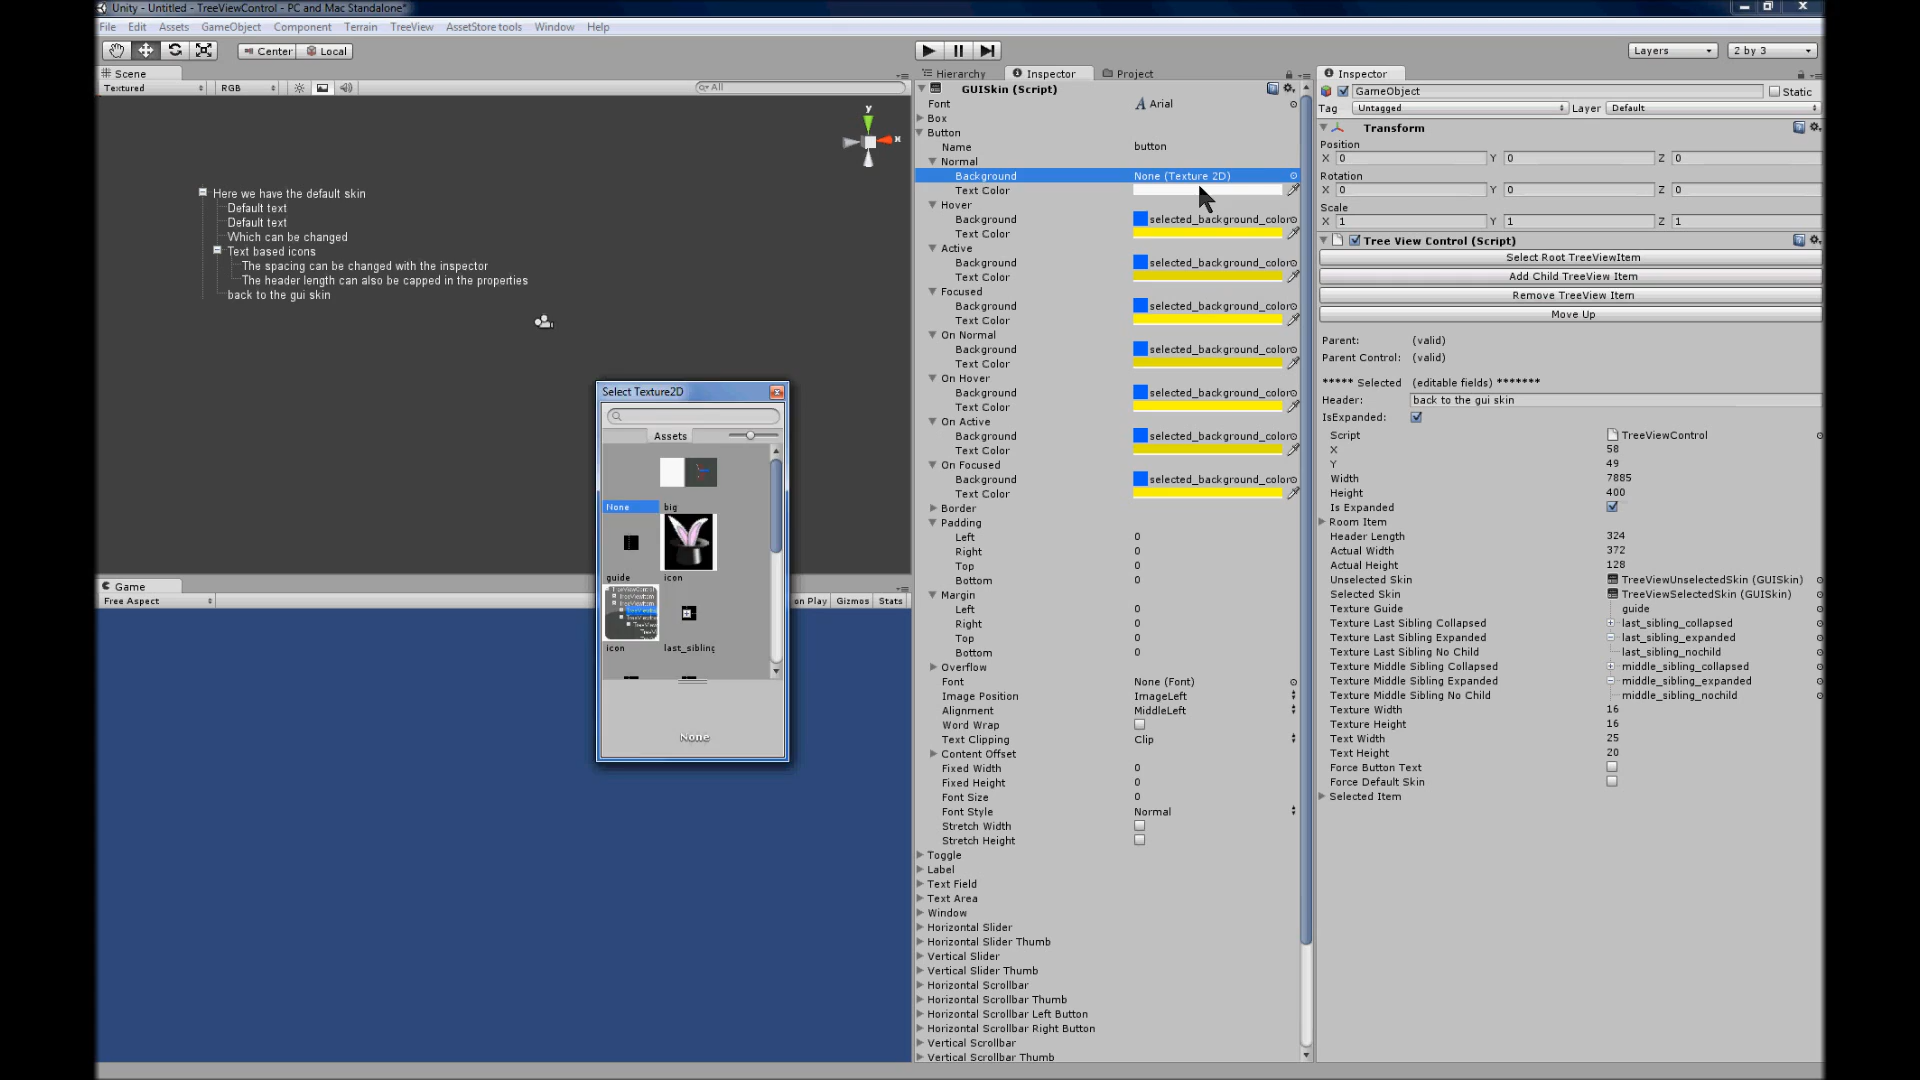 Unity - Untitled - TreeViewControl - PC and Mac Standalone*
File Edit Assets GameObject Component Terrain TreeView AssetStore tools Window Help
Center Local
Layers 2 by 3
Scene
Textured RGB All
Here we have the default skin
Default text
Default text
Which can be changed
Text based icons
The spacing can be changed with the inspector
The header length can also be capped in the properties
back to the gui skin
y
x
Game
Free Aspect on Play Gizmos Stats
Select Texture2D
Assets
None big
guide icon
icon last_sibling
None
Hierarchy Inspector Project
GUISkin (Script)
Font Arial
Box
Button
Name button
Normal
Background None (Texture 2D)
Text Color
Hover
Background selected_background_color
Text Color
Active
Background selected_background_color
Text Color
Focused
Background selected_background_color
Text Color
On Normal
Background selected_background_color
Text Color
On Hover
Background selected_background_color
Text Color
On Active
Background selected_background_color
Text Color
On Focused
Background selected_background_color
Text Color
Border
Padding
Left 0
Right 0
Top 0
Bottom 0
Margin
Left 0
Right 0
Top 0
Bottom 0
Overflow
Font None (Font)
Image Position ImageLeft
Alignment MiddleLeft
Word Wrap
Text Clipping Clip
Content Offset
Fixed Width 0
Fixed Height 0
Font Size 0
Font Style Normal
Stretch Width
Stretch Height
Toggle
Label
Text Field
Text Area
Window
Horizontal Slider
Horizontal Slider Thumb
Vertical Slider
Vertical Slider Thumb
Horizontal Scrollbar
Horizontal Scrollbar Thumb
Horizontal Scrollbar Left Button
Horizontal Scrollbar Right Button
Vertical Scrollbar
Vertical Scrollbar Thumb
Inspector
GameObject Static
Tag Untagged Layer Default
Transform
Position
X 0 Y 0 Z 0
Rotation
X 0 Y 0 Z 0
Scale
X 1 Y 1 Z 1
Tree View Control (Script)
Select Root TreeViewItem
Add Child TreeView Item
Remove TreeView Item
Move Up
Parent: (valid)
Parent Control: (valid)
***** Selected (editable fields) *******
Header: back to the gui skin
IsExpanded:
Script TreeViewControl
X 58
Y 49
Width 7885
Height 400
Is Expanded
Room Item
Header Length 324
Actual Width 372
Actual Height 128
Unselected Skin TreeViewUnselectedSkin (GUISkin)
Selected Skin TreeViewSelectedSkin (GUISkin)
Texture Guide guide
Texture Last Sibling Collapsed last_sibling_collapsed
Texture Last Sibling Expanded last_sibling_expanded
Texture Last Sibling No Child last_sibling_nochild
Texture Middle Sibling Collapsed middle_sibling_collapsed
Texture Middle Sibling Expanded middle_sibling_expanded
Texture Middle Sibling No Child middle_sibling_nochild
Texture Width 16
Texture Height 16
Text Width 25
Text Height 20
Force Button Text
Force Default Skin
Selected Item